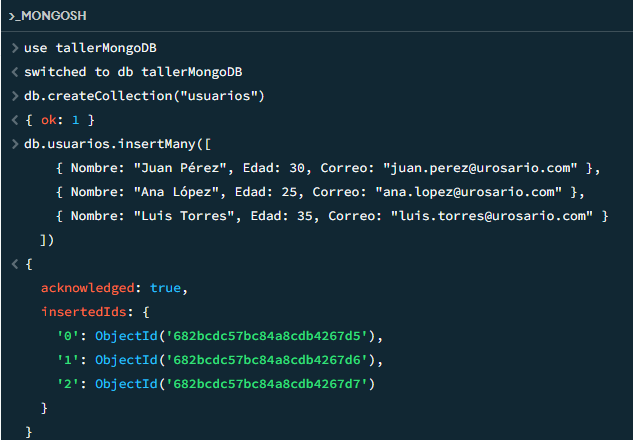 >_MONGOSH
> use tallerMongoDB
< switched to db tallerMongoDB
> db.createCollection("usuarios")
< { ok: 1 }
> db.usuarios.insertMany([
    { Nombre: "Juan Pérez", Edad: 30, Correo: "juan.perez@urosario.com" },
    { Nombre: "Ana López", Edad: 25, Correo: "ana.lopez@urosario.com" },
    { Nombre: "Luis Torres", Edad: 35, Correo: "luis.torres@urosario.com" }
  ])
< {
    acknowledged: true,
    insertedIds: {
      '0': ObjectId('682bcdc57bc84a8cdb4267d5'),
      '1': ObjectId('682bcdc57bc84a8cdb4267d6'),
      '2': ObjectId('682bcdc57bc84a8cdb4267d7')
    }
  }